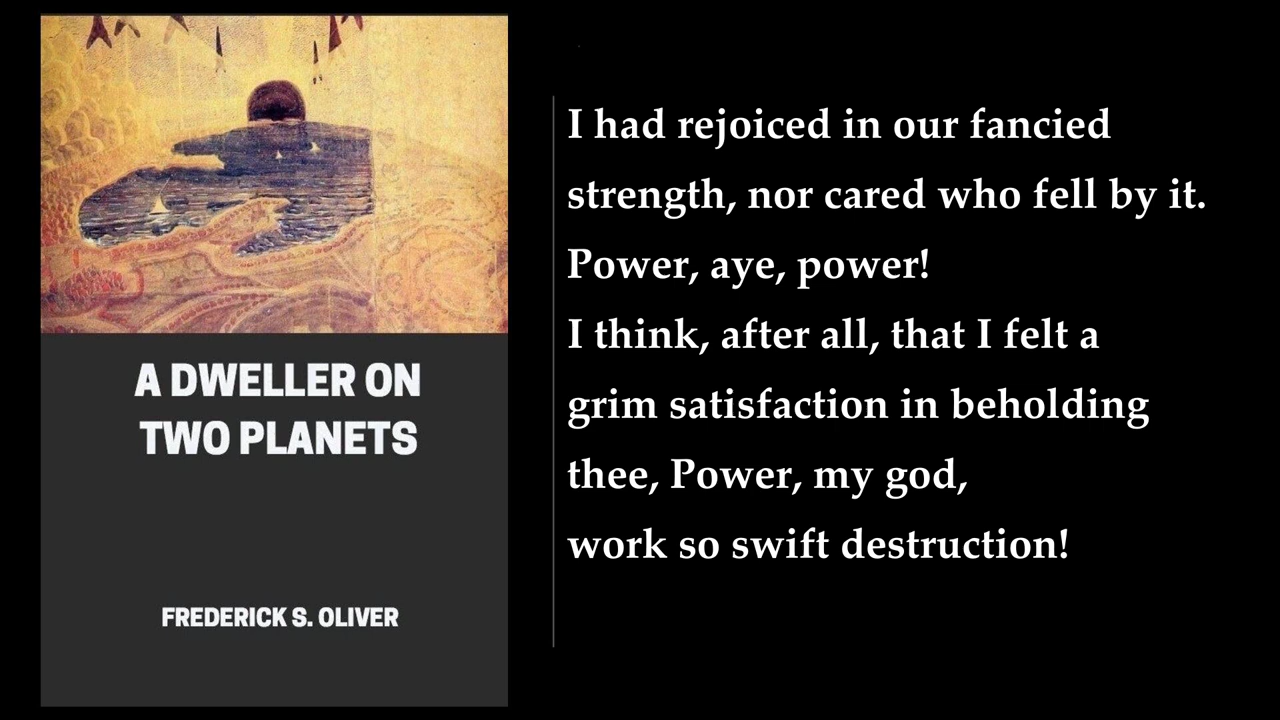 A DWELLER ON
TWO PLANETS
FREDERICK S. OLIVER
I had rejoiced in our fancied
strength, nor cared who fell by it.
Power, aye, power!
I think, after all, that I felt a
grim satisfaction in beholding
thee, Power, my god,
work so swift destruction!